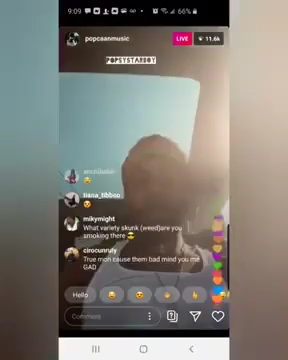 9:09
66%
popcaanmusic
LIVE
11.6k
POPSYSTARBOY
liana_tibboo
mikymight
What variety skunk (weed)are you
smoking there 😎
cirocunruly
True mon cause them bad mind you me
GAD
Hello
Comment